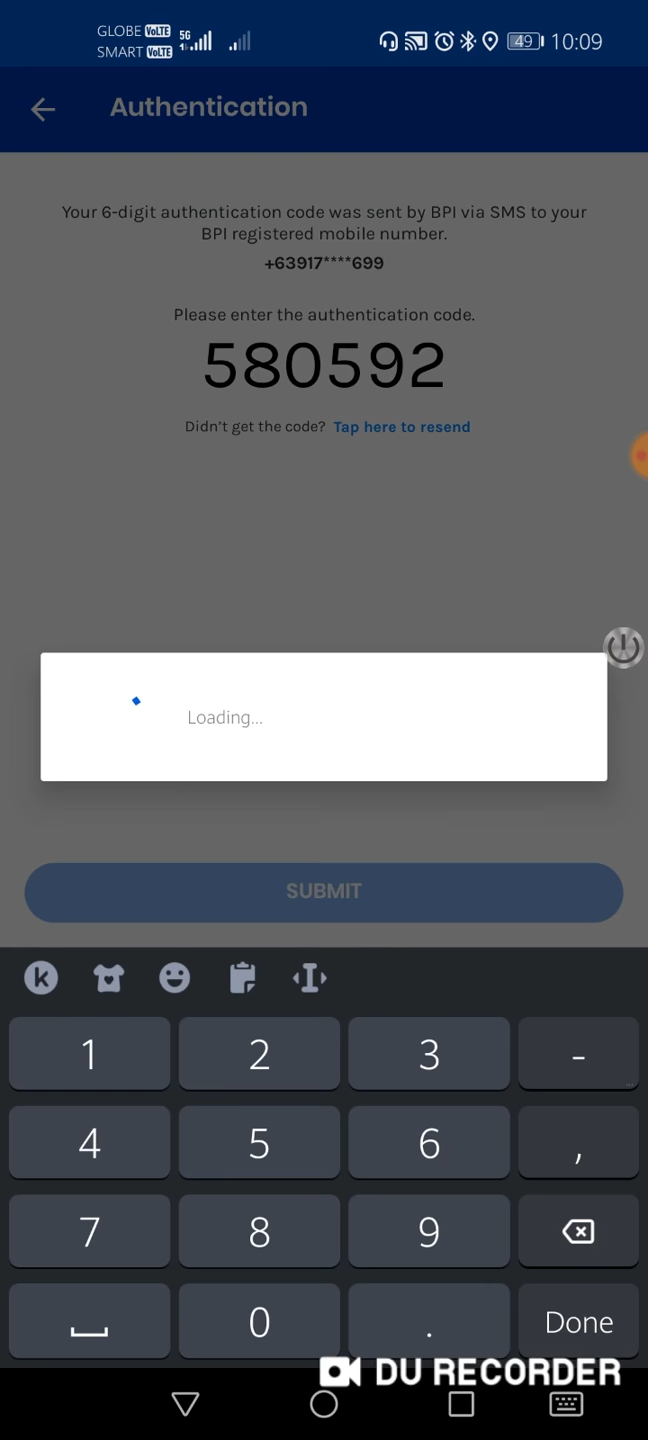 GLOBE VoLTE 5G 49 10:09
SMART VoLTE
Authentication
Your 6-digit authentication code was sent by BPI via SMS to your
BPI registered mobile number.
+63917****699
Please enter the authentication code.
580592
Didn't get the code? Tap here to resend
Loading...
SUBMIT
k
1 2 3 -
4 5 6 ,
7 8 9
0 . Done
DU RECORDER